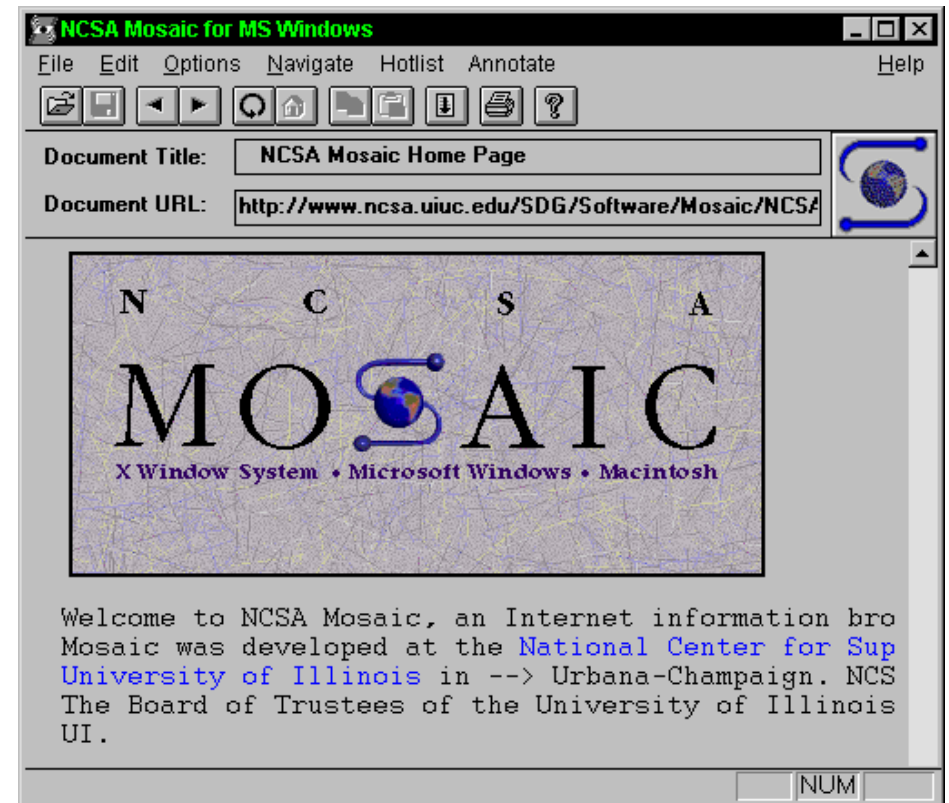 NCSA Mosaic for MS Windows
File Edit Options Navigate Hotlist Annotate Help
Document Title: NCSA Mosaic Home Page
Document URL: http://www.ncsa.uiuc.edu/SDG/Software/Mosaic/NCSA
N C S A
MOSAIC
X Window System • Microsoft Windows • Macintosh
Welcome to NCSA Mosaic, an Internet information bro
Mosaic was developed at the National Center for Sup
University of Illinois in --> Urbana-Champaign. NCS
The Board of Trustees of the University of Illinois
UI.
NUM